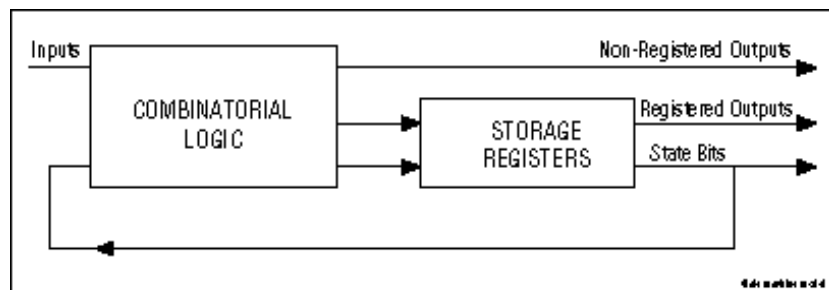 Inputs
Non-Registered Outputs
COMBINATORIAL
LOGIC
Registered Outputs
STORAGE
REGISTERS
State Bits